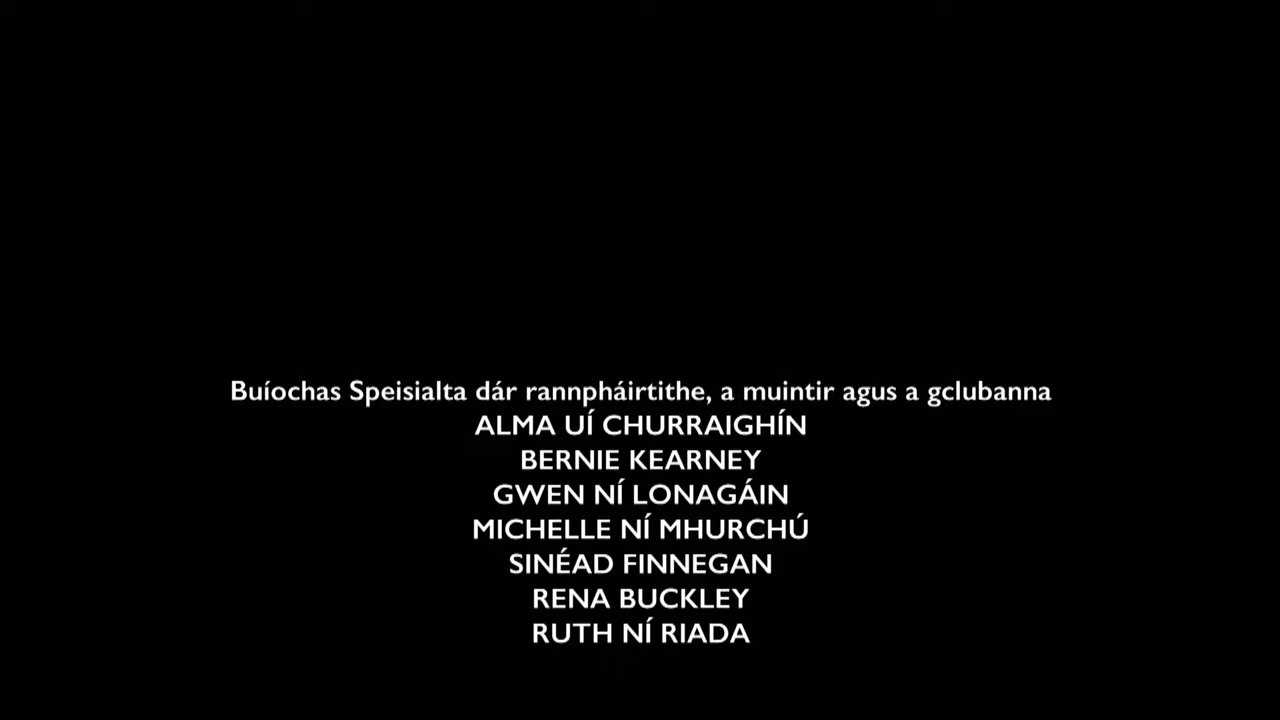 Buíochas Speisialta dár rannpháirtithe, a muintir agus a gclubanna
ALMA UÍ CHURRAIGHÍN
BERNIE KEARNEY
GWEN NÍ LONAGÁIN
MICHELLE NÍ MHURCHÚ
SINÉAD FINNEGAN
RENA BUCKLEY
RUTH NÍ RIADA